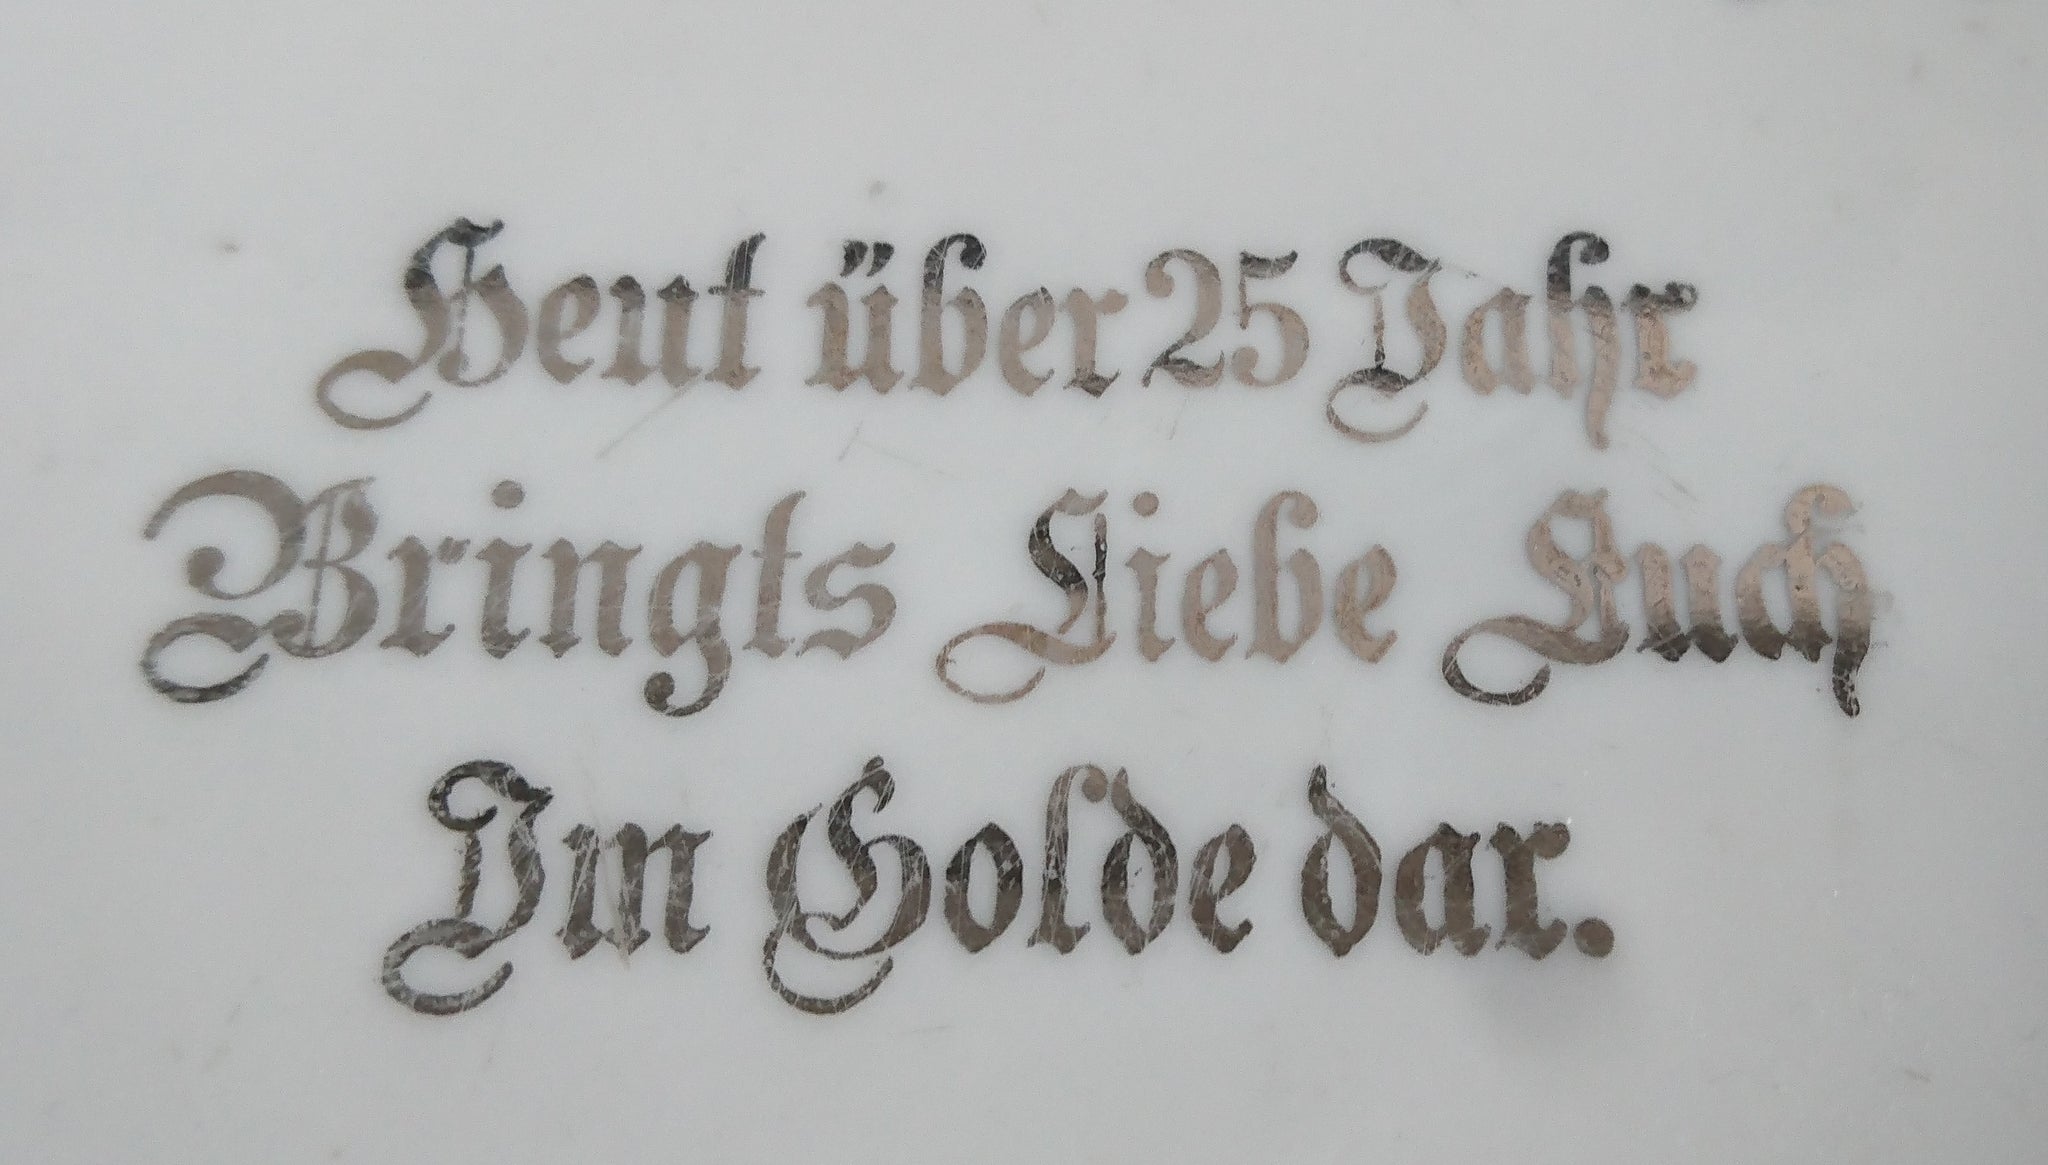 Heut über 25 Jahr
Bringts Liebe Euch
Im Golde dar.